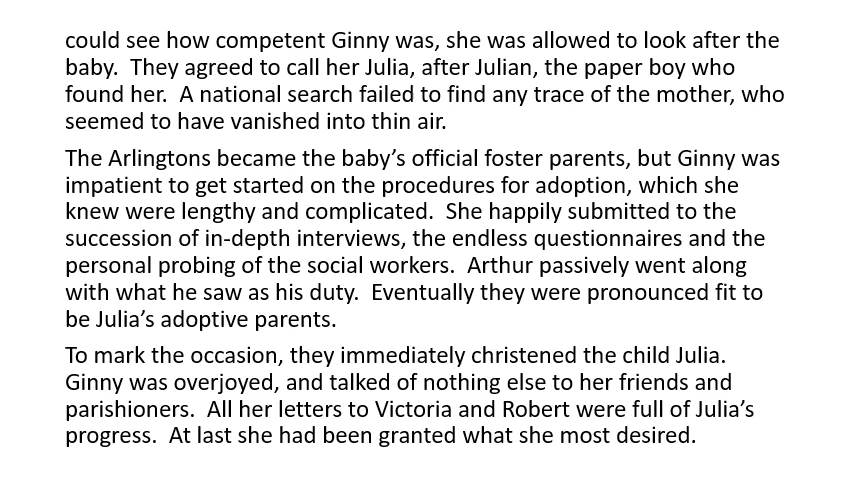 could see how competent Ginny was, she was allowed to look after the
baby.  They agreed to call her Julia, after Julian, the paper boy who
found her.  A national search failed to find any trace of the mother, who
seemed to have vanished into thin air.
The Arlingtons became the baby’s official foster parents, but Ginny was
impatient to get started on the procedures for adoption, which she
knew were lengthy and complicated.  She happily submitted to the
succession of in-depth interviews, the endless questionnaires and the
personal probing of the social workers.  Arthur passively went along
with what he saw as his duty.  Eventually they were pronounced fit to
be Julia’s adoptive parents.
To mark the occasion, they immediately christened the child Julia.
Ginny was overjoyed, and talked of nothing else to her friends and
parishioners.  All her letters to Victoria and Robert were full of Julia’s
progress.  At last she had been granted what she most desired.